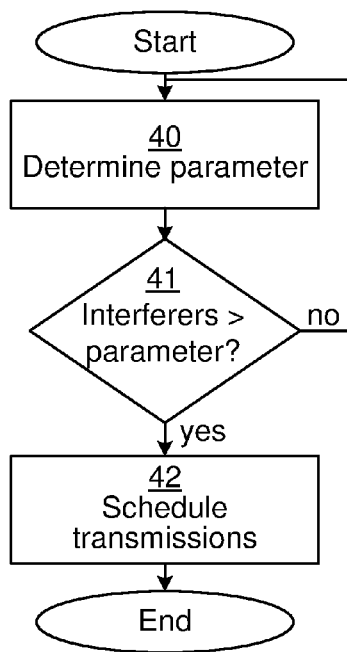 Start
40
Determine parameter
41
Interferers >
parameter?
no
yes
42
Schedule
transmissions
End